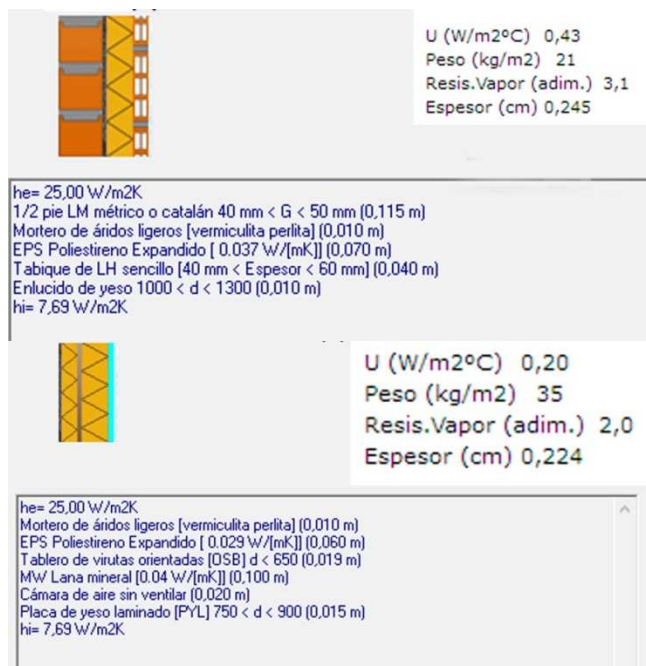 U (W/m2ºC) 0,43
Peso (kg/m2) 21
Resis.Vapor (adim.) 3,1
Espesor (cm) 0,245
he= 25,00 W/m2K
1/2 pie LM métrico o catalán 40 mm < G < 50 mm (0,115 m)
Mortero de áridos ligeros [vermiculita perlita] (0,010 m)
EPS Poliestireno Expandido [ 0.037 W/[mK]] (0,070 m)
Tabique de LH sencillo [40 mm < Espesor < 60 mm] (0,040 m)
Enlucido de yeso 1000 < d < 1300 (0,010 m)
hi= 7,69 W/m2K
U (W/m2ºC) 0,20
Peso (kg/m2) 35
Resis.Vapor (adim.) 2,0
Espesor (cm) 0,224
he= 25,00 W/m2K
Mortero de áridos ligeros [vermiculita perlita] (0,010 m)
EPS Poliestireno Expandido [ 0.029 W/[mK]] (0,060 m)
Tablero de virutas orientadas [OSB] d < 650 (0,019 m)
MW Lana mineral [0.04 W/[mK]] (0,100 m)
Cámara de aire sin ventilar (0,020 m)
Placa de yeso laminado [PYL] 750 < d < 900 (0,015 m)
hi= 7,69 W/m2K